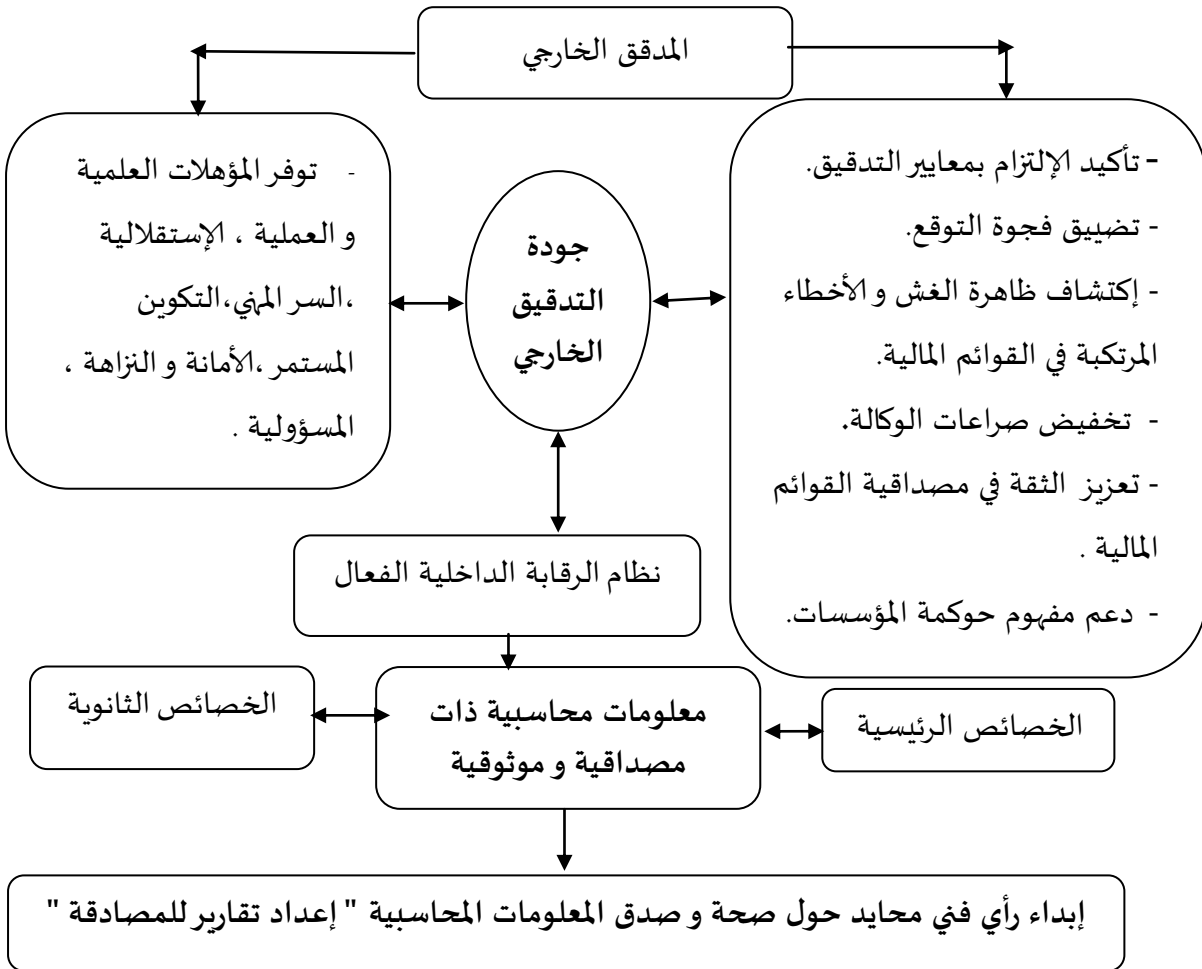 المدقق الخارجي
- تأكيد الإلتزام بمعايير التدقيق.
- تضييق فجوة التوقع.
- إكتشاف ظاهرة الغش و الأخطاء
المرتكبة في القوائم المالية.
- تخفيض صراعات الوكالة.
- تعزيز الثقة في مصداقية القوائم
المالية .
- دعم مفهوم حوكمة المؤسسات.
جودة
التدقيق
الخارجي
- توفر المؤهلات العلمية
و العملية ، الإستقلالية
،السر المهني،التكوين
المستمر ،الأمانة و النزاهة ،
المسؤولية .
نظام الرقابة الداخلية الفعال
الخصائص الرئيسية
معلومات محاسبية ذات
مصداقية و موثوقية
الخصائص الثانوية
إبداء رأي فني محايد حول صحة و صدق المعلومات المحاسبية " إعداد تقارير للمصادقة "